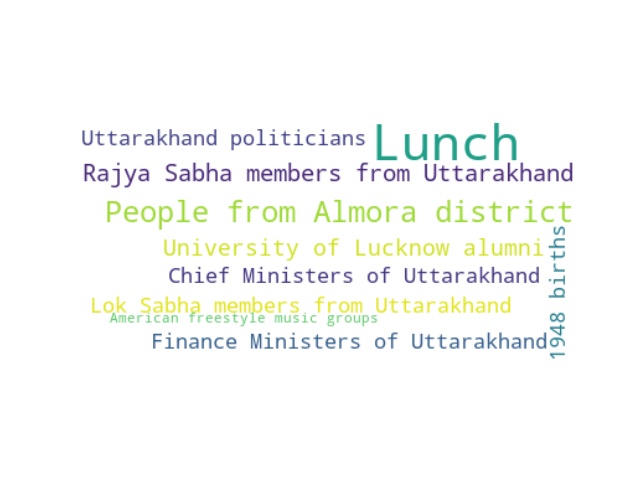 Uttarakhand politicians
Lunch
Rajya Sabha members from Uttarakhand
People from Almora district
University of Lucknow alumni
Chief Ministers of Uttarakhand
Lok Sabha members from Uttarakhand
American freestyle music groups
Finance Ministers of Uttarakhand
1948 births